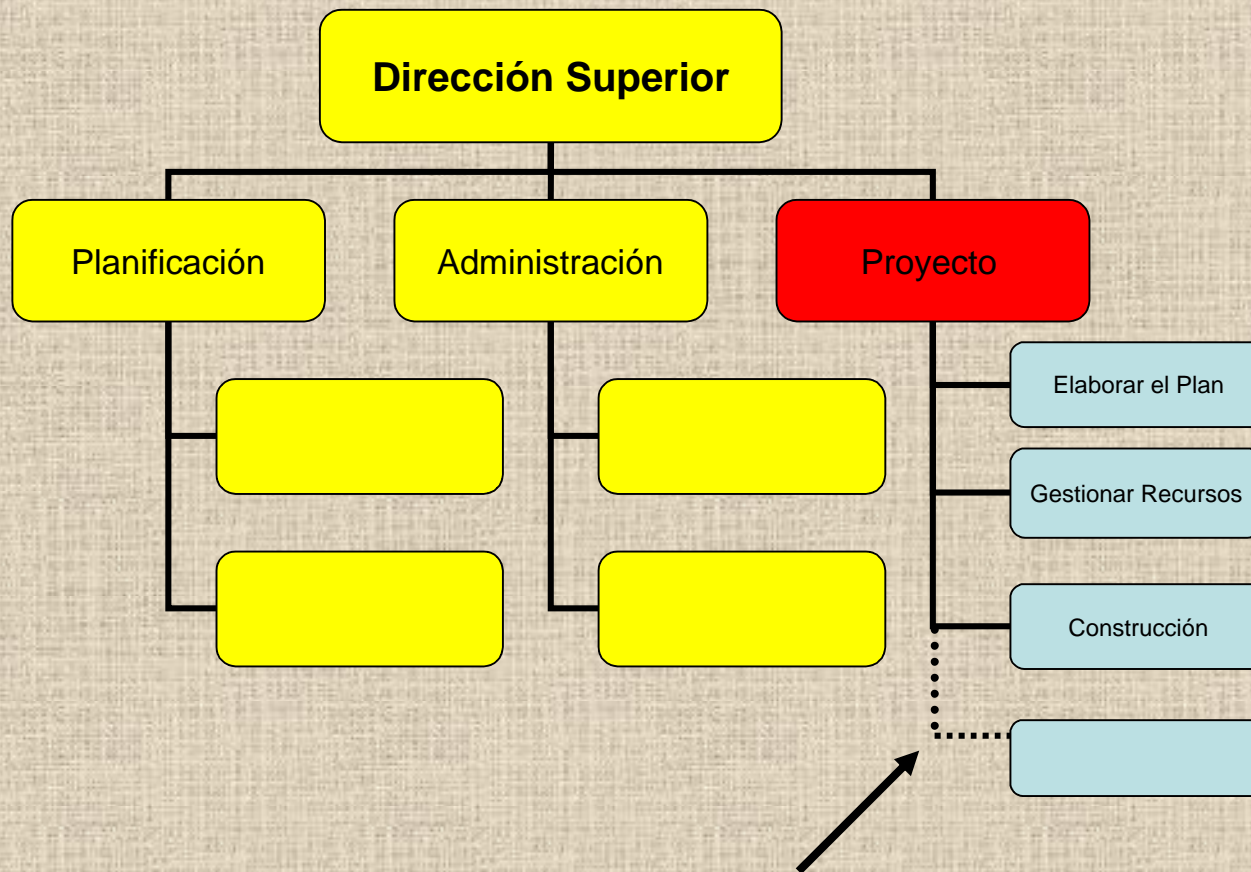 Dirección Superior
Planificación
Administración
Proyecto
Elaborar el Plan
Gestionar Recursos
Construcción